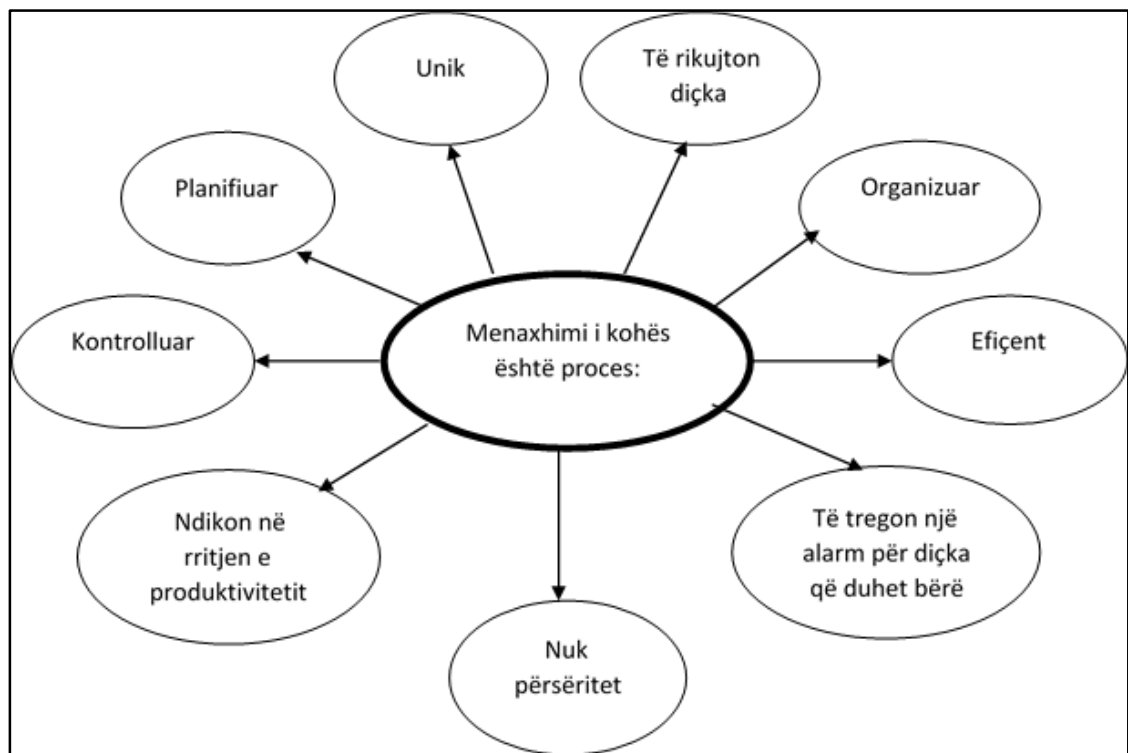 Unik
Të rikujton
diçka
Planifiuar
Organizuar
Kontrolluar
Menaxhimi i kohës
është proces:
Efiçent
Ndikon në
rritjen e
produktivitetit
Të tregon një
alarm për diçka
që duhet bërë
Nuk
përsëritet